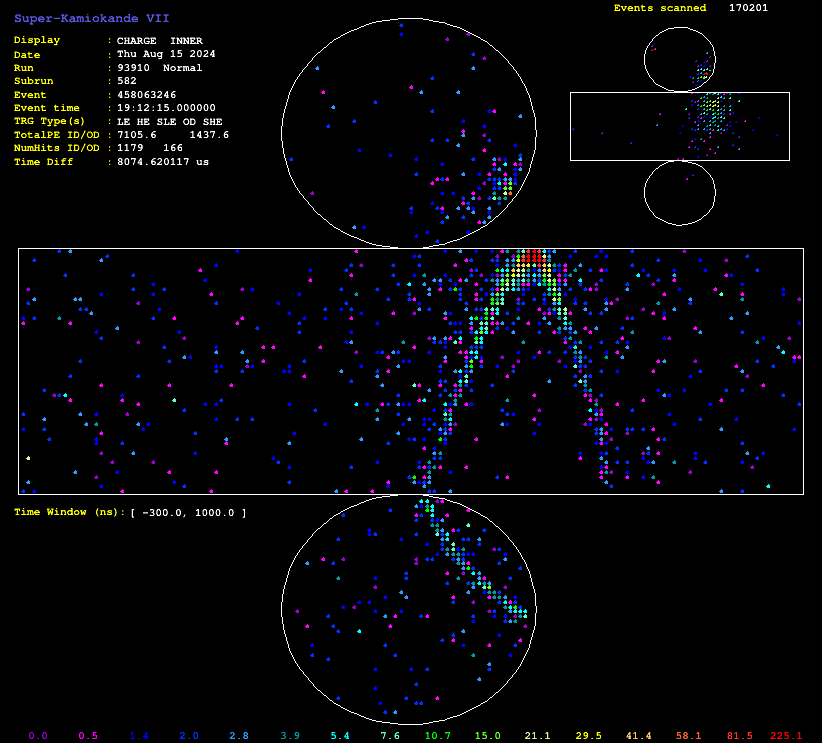 Super-Kamiokande VII
Events scanned 170201
Display : CHARGE INNER
Date : Thu Aug 15 2024
Run : 93910 Normal
Subrun : 582
Event : 458063246
Event time : 19:12:15.000000
TRG Type(s) : LE HE SLE OD SHE
TotalPE ID/OD : 7105.6 1437.6
NumHits ID/OD : 1179 166
Time Diff : 8074.620117 us
Time Window (ns): [ -300.0, 1000.0 ]
0.0 0.5 1.4 2.0 2.8 3.9 5.4 7.6 10.7 15.0 21.1 29.5 41.4 58.1 81.5 225.1